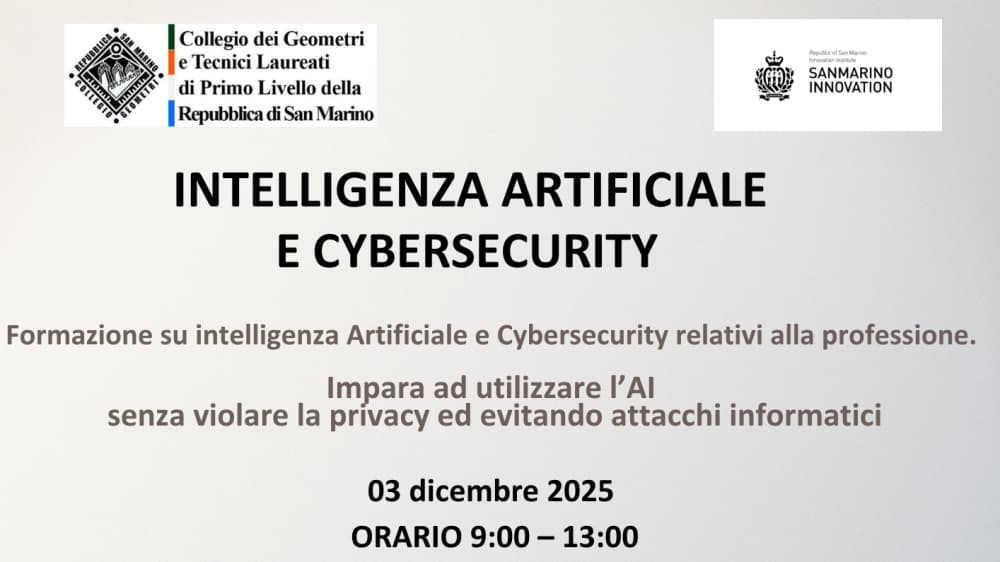 Collegio dei Geometri
e Tecnici Laureati
di Primo Livello della
Repubblica di San Marino
REPUBBLICA SAN MARINO
COLLEGIO GEOMETRI
Republic of San Marino
Innovation Institute
SANMARINO
INNOVATION
INTELLIGENZA ARTIFICIALE
E CYBERSECURITY
Formazione su intelligenza Artificiale e Cybersecurity relativi alla professione.
Impara ad utilizzare l’AI
senza violare la privacy ed evitando attacchi informatici
03 dicembre 2025
ORARIO 9:00 – 13:00